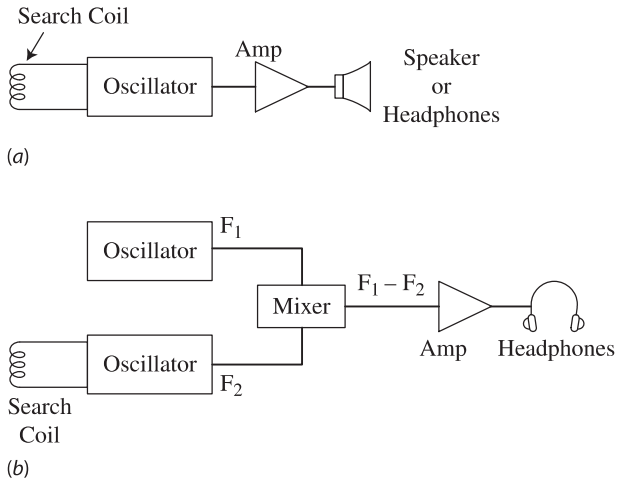 Search Coil
Oscillator
Amp
Speaker
or
Headphones
(a)
Oscillator
F1
Mixer
F1 – F2
Amp
Headphones
Oscillator
F2
Search
Coil
(b)